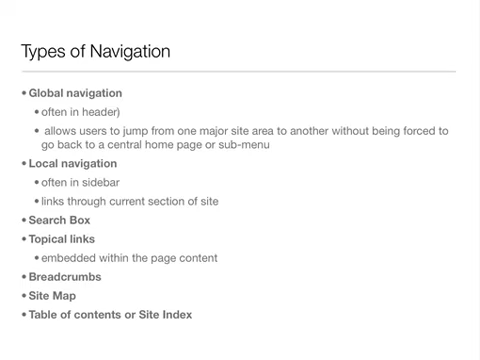 Types of Navigation
• Global navigation
• often in header)
• allows users to jump from one major site area to another without being forced to
go back to a central home page or sub-menu
• Local navigation
• often in sidebar
• links through current section of site
• Search Box
• Topical links
• embedded within the page content
• Breadcrumbs
• Site Map
• Table of contents or Site Index